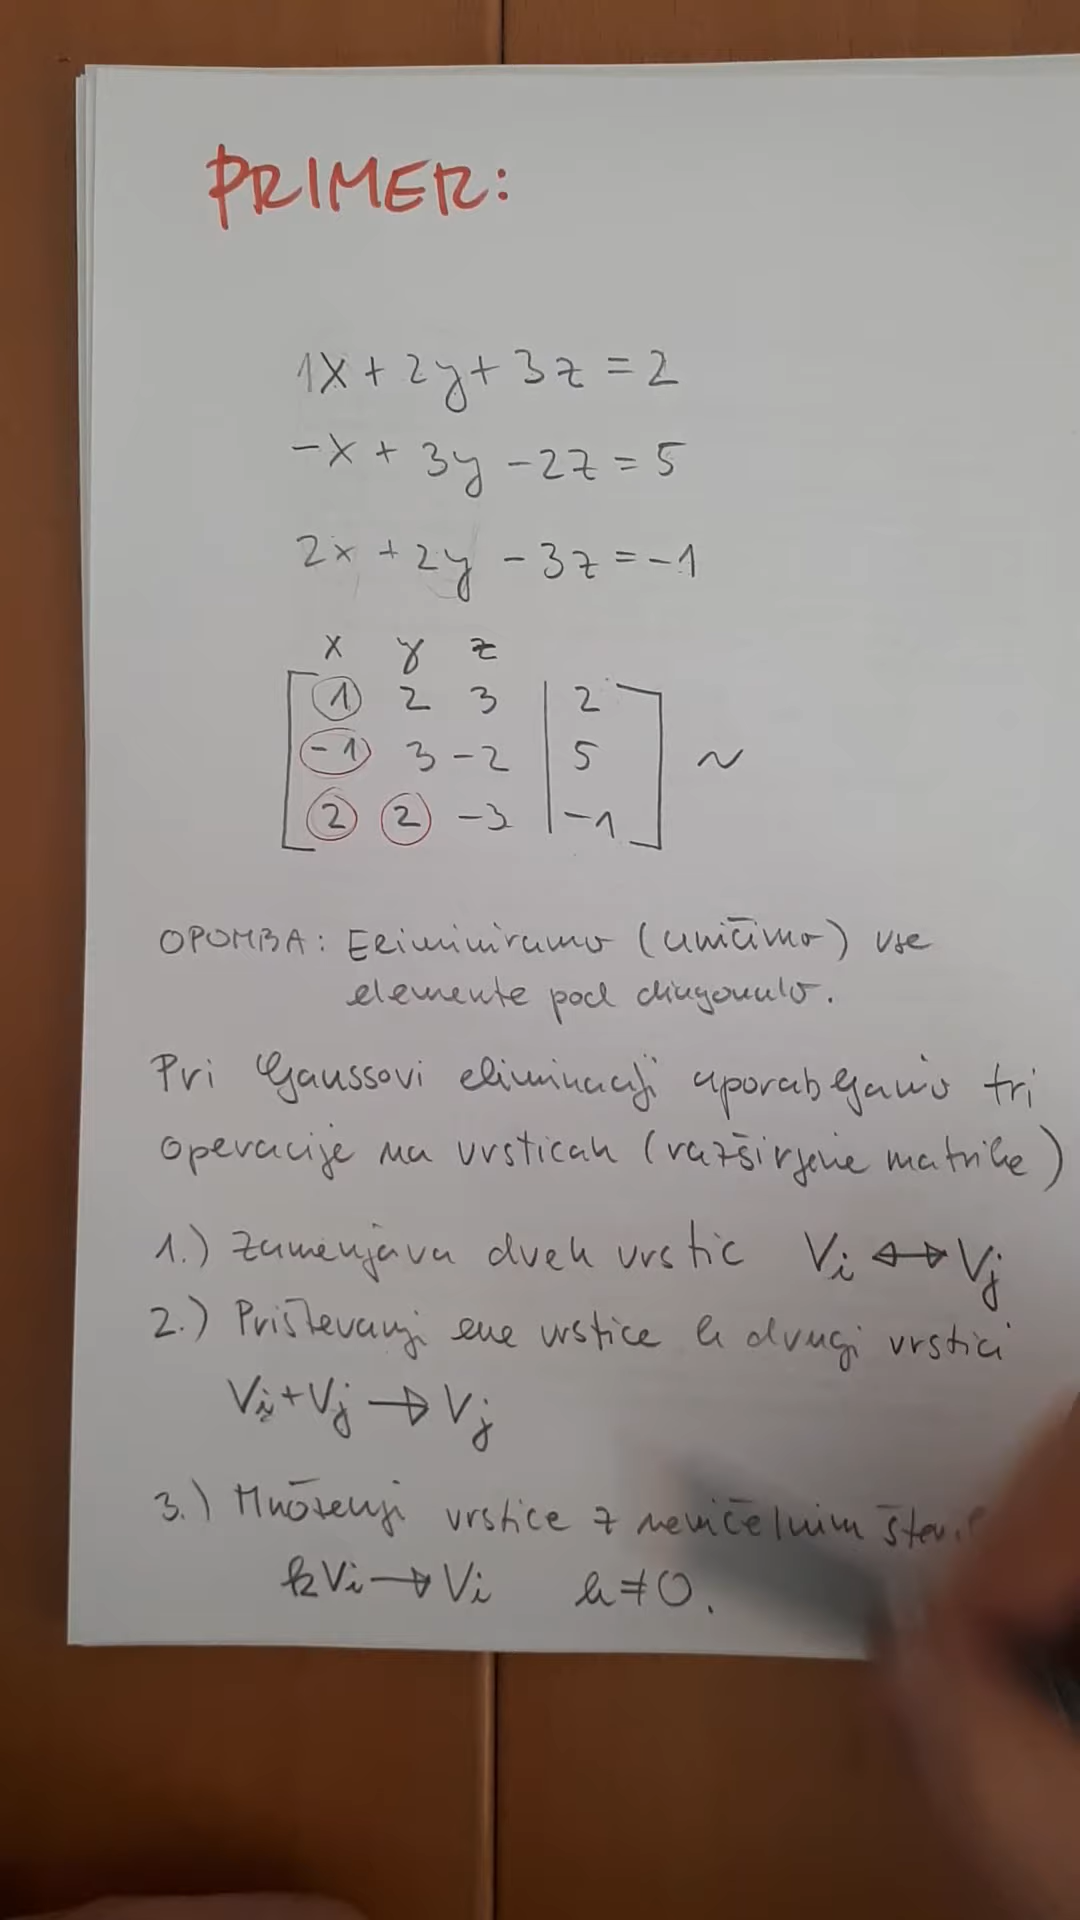 PRIMER:
1x + 2y + 3z = 2
-x + 3y - 2z = 5
2x + 2y - 3z = -1
x y z
1 2 3 | 2
-1 3 -2 | 5 ~
2 2 -3 | -1
OPOMBA: Eliminiramo (uničimo) vse
elemente pod diagonalo.
Pri Gaussovi eliminaciji uporabljamo tri
operacije na vrsticah (razširjene matrike)
1.) Zamenjava dveh vrstic Vi ↔ Vj
2.) Prištevanje ene vrstice k drugi vrstici
Vi + Vj → Vj
3.) Množenje vrstice z neničelnim
kVi → Vi k ≠ 0.